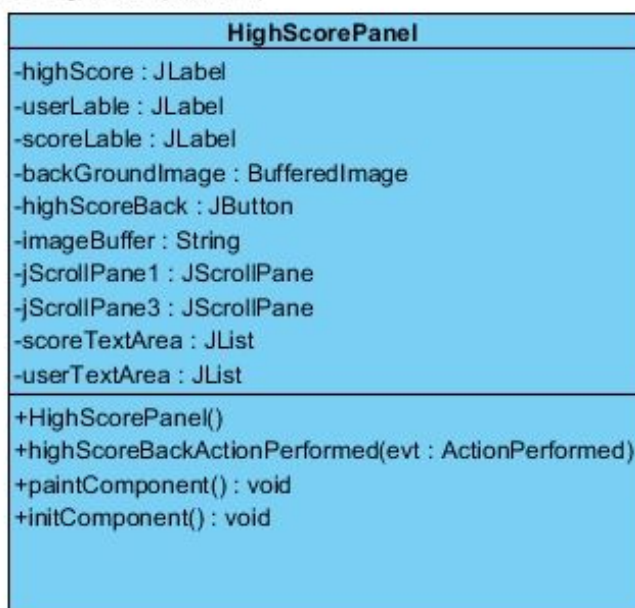 HighScorePanel
-highScore : JLabel
-userLable : JLabel
-scoreLable : JLabel
-backGroundImage : BufferedImage
-highScoreBack : JButton
-imageBuffer : String
-jScrollPane1 : JScrollPane
-jScrollPane3 : JScrollPane
-scoreTextArea : JList
-userTextArea : JList
+HighScorePanel()
+highScoreBackActionPerformed(evt : ActionPerformed)
+paintComponent() : void
+initComponent() : void